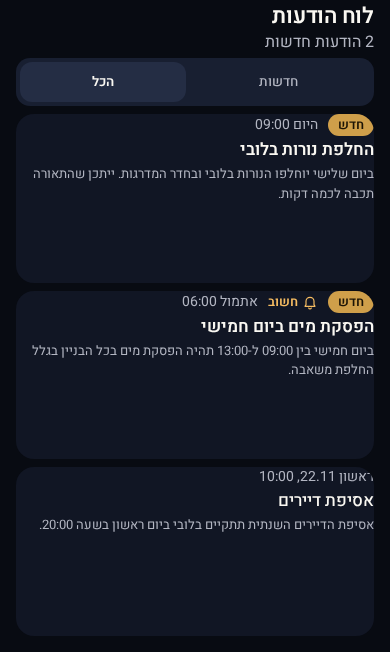 לוח הודעות
2 הודעות חדשות
חדשות הכל
חדש היום 09:00
החלפת נורות בלובי
ביום שלישי יוחלפו הנורות בלובי ובחדר המדרגות. ייתכן שהתאורה
תכבה לכמה דקות.
חדש חשוב אתמול 06:00
הפסקת מים ביום חמישי
ביום חמישי בין 09:00 ל-13:00 תהיה הפסקת מים בכל הבניין בגלל
החלפת משאבה.
ראשון 22.11, 10:00
אסיפת דיירים
אסיפת הדיירים השנתית תתקיים בלובי ביום ראשון בשעה 20:00.